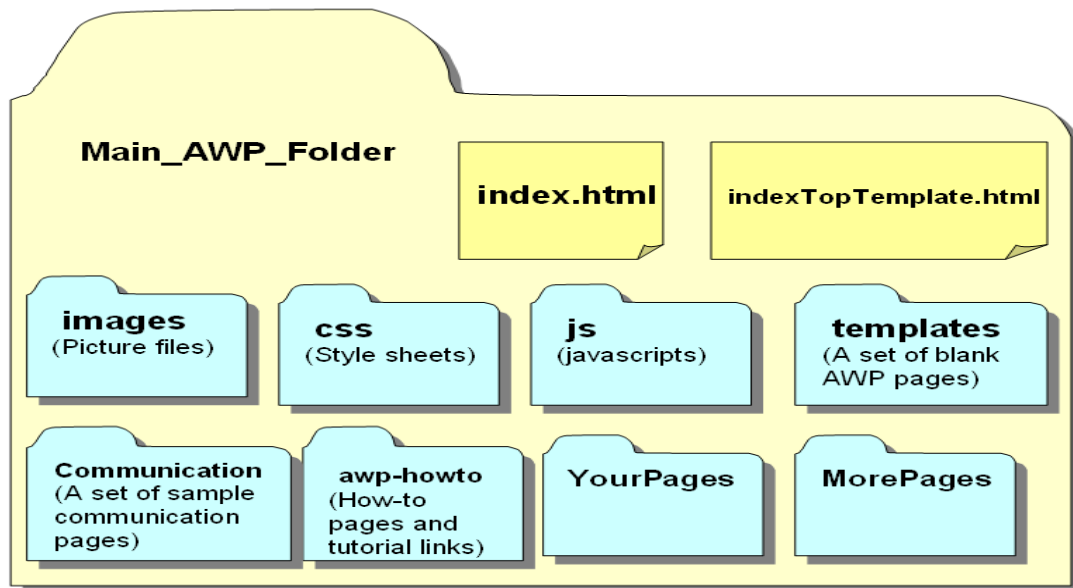 Main_AWP_Folder
index.html
indexTopTemplate.html
images
(Picture files)
css
(Style sheets)
js
(javascripts)
templates
(A set of blank
AWP pages)
Communication
(A set of sample
communication
pages)
awp-howto
(How-to
pages and
tutorial links)
YourPages
MorePages